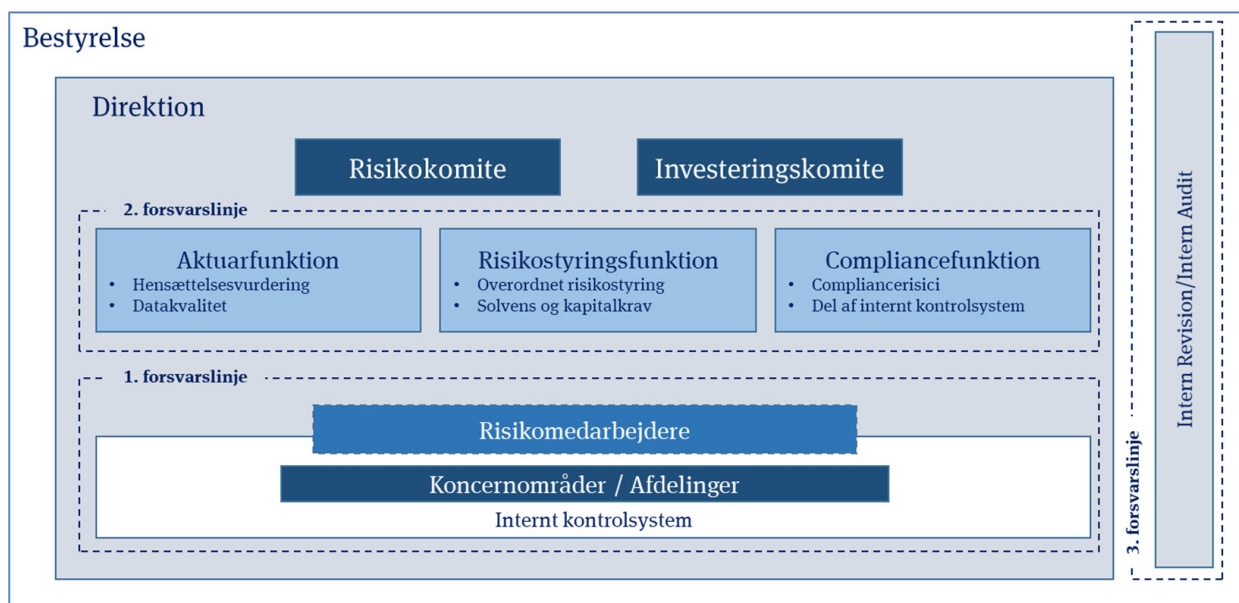 Bestyrelse
Direktion
Risikokomite
Investeringskomite
2. forsvarslinje
Aktuarfunktion
• Hensættelsesvurdering
• Datakvalitet
Risikostyringsfunktion
• Overordnet risikostyring
• Solvens og kapitalkrav
Compliancefunktion
• Compliancerisici
• Del af internt kontrolsystem
1. forsvarslinje
Risikomedarbejdere
Koncernområder / Afdelinger
Internt kontrolsystem
3. forsvarslinje
Intern Revision/Intern Audit